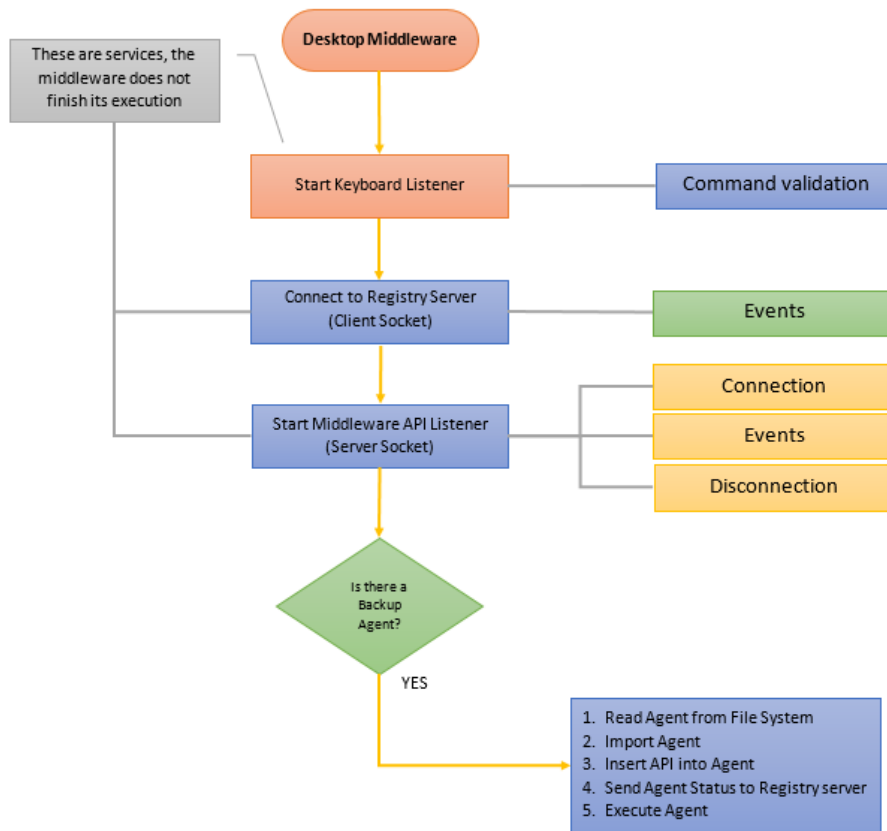 Desktop Middleware
These are services, the
middleware does not
finish its execution
Start Keyboard Listener
Command validation
Connect to Registry Server
(Client Socket)
Events
Start Middleware API Listener
(Server Socket)
Connection
Events
Disconnection
Is there a
Backup
Agent?
YES
1. Read Agent from File System
2. Import Agent
3. Insert API into Agent
4. Send Agent Status to Registry server
5. Execute Agent